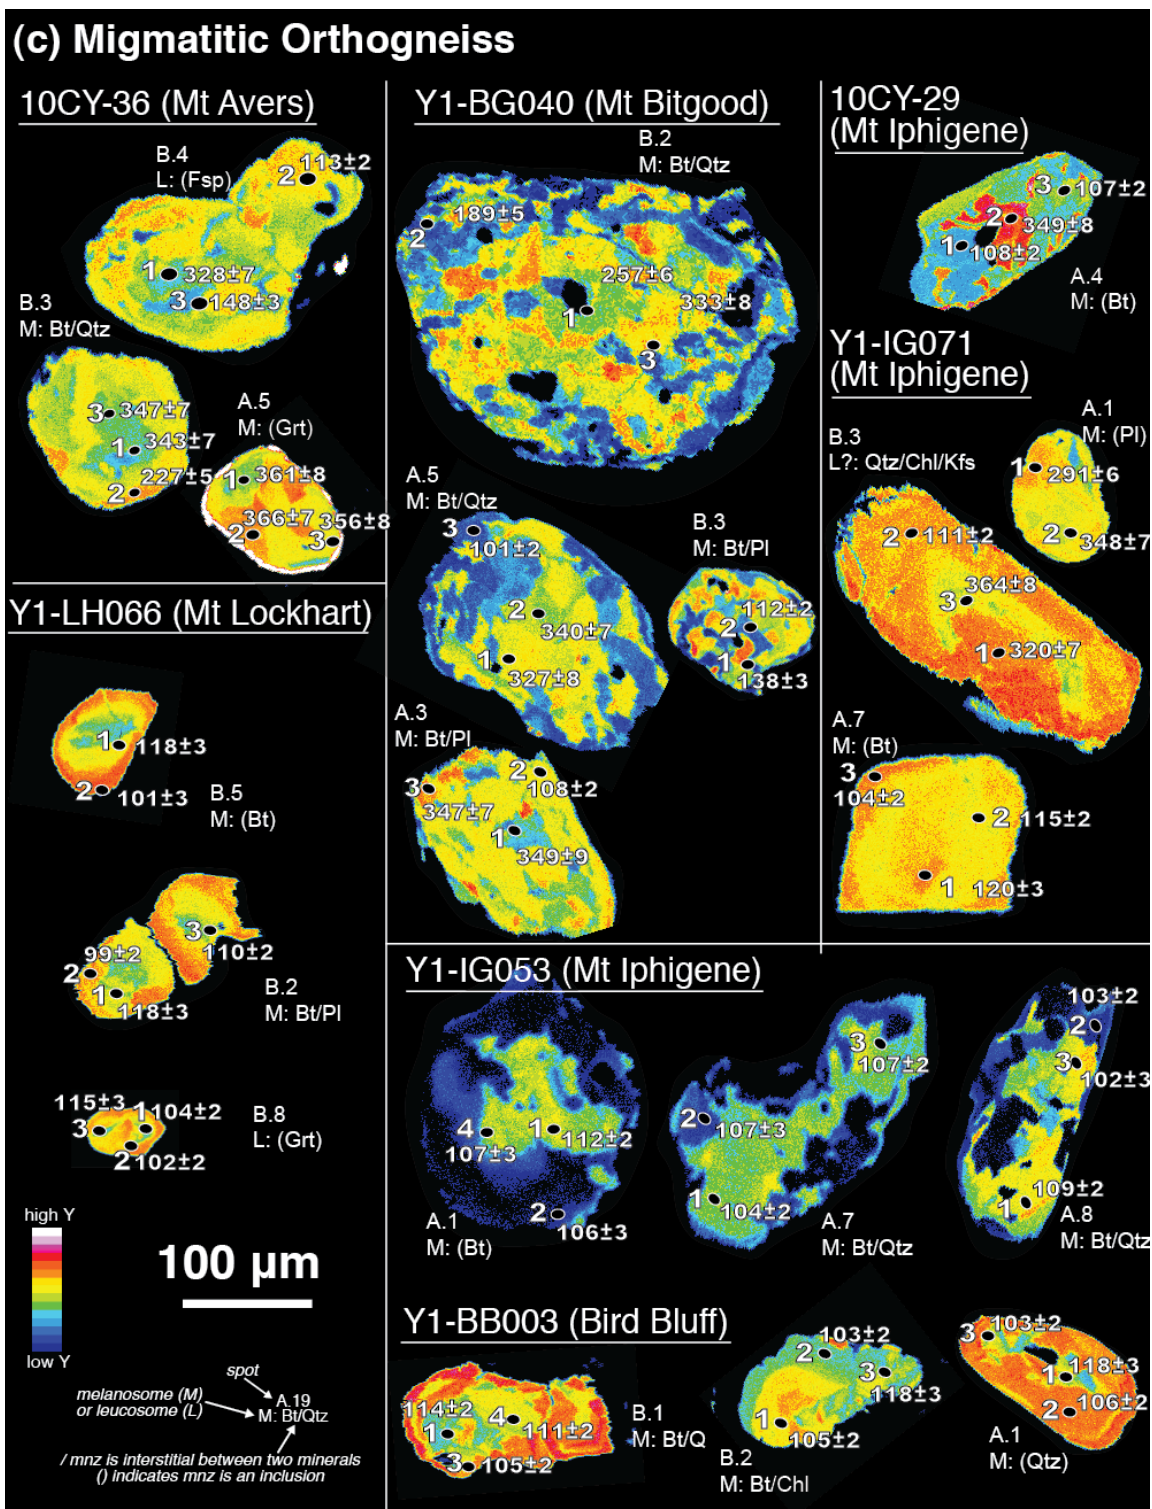 (c) Migmatitic Orthogneiss
10CY-36 (Mt Avers)
B.4
L: (Fsp)
2 113±2
1 328±7
3 148±3
B.3
M: Bt/Qtz
3 347±7
1 343±7
227±5
2
A.5
M: (Grt)
1 361±8
366±7
2
356±8
3
Y1-LH066 (Mt Lockhart)
1 118±3
2 101±3
B.5
M: (Bt)
99±2
2
1
118±3
3
110±2
B.2
M: Bt/Pl
115±3
3
1 104±2
2 102±2
B.8
L: (Grt)
high Y
low Y
100 µm
spot
A.19
melanosome (M)
or leucosome (L)
M: Bt/Qtz
/ mnz is interstitial between two minerals
() indicates mnz is an inclusion
Y1-BG040 (Mt Bitgood)
B.2
M: Bt/Qtz
189±5
2
257±6
1
333±8
3
A.5
M: Bt/Qtz
3
101±2
2
340±7
1
327±8
B.3
M: Bt/Pl
112±2
2
1
138±3
A.3
M: Bt/Pl
2
108±2
3
347±7
1
349±9
10CY-29
(Mt Iphigene)
3 107±2
2
349±8
1
108±2
A.4
M: (Bt)
Y1-IG071
(Mt Iphigene)
A.1
M: (Pl)
1
291±6
2
348±7
B.3
L?: Qtz/Chl/Kfs
2 111±2
364±8
3
1 320±7
A.7
M: (Bt)
3
104±2
2 115±2
1 120±3
Y1-IG053 (Mt Iphigene)
4
107±3
1
112±2
2
106±3
A.1
M: (Bt)
3
107±2
2
107±3
1
104±2
A.7
M: Bt/Qtz
103±2
2
3
102±3
109±2
1
A.8
M: Bt/Qtz
Y1-BB003 (Bird Bluff)
114±2
1
4
111±2
3 105±2
B.1
M: Bt/Q
103±2
2
3
118±3
1
105±2
B.2
M: Bt/Chl
3 103±2
1 118±3
106±2
2
A.1
M: (Qtz)